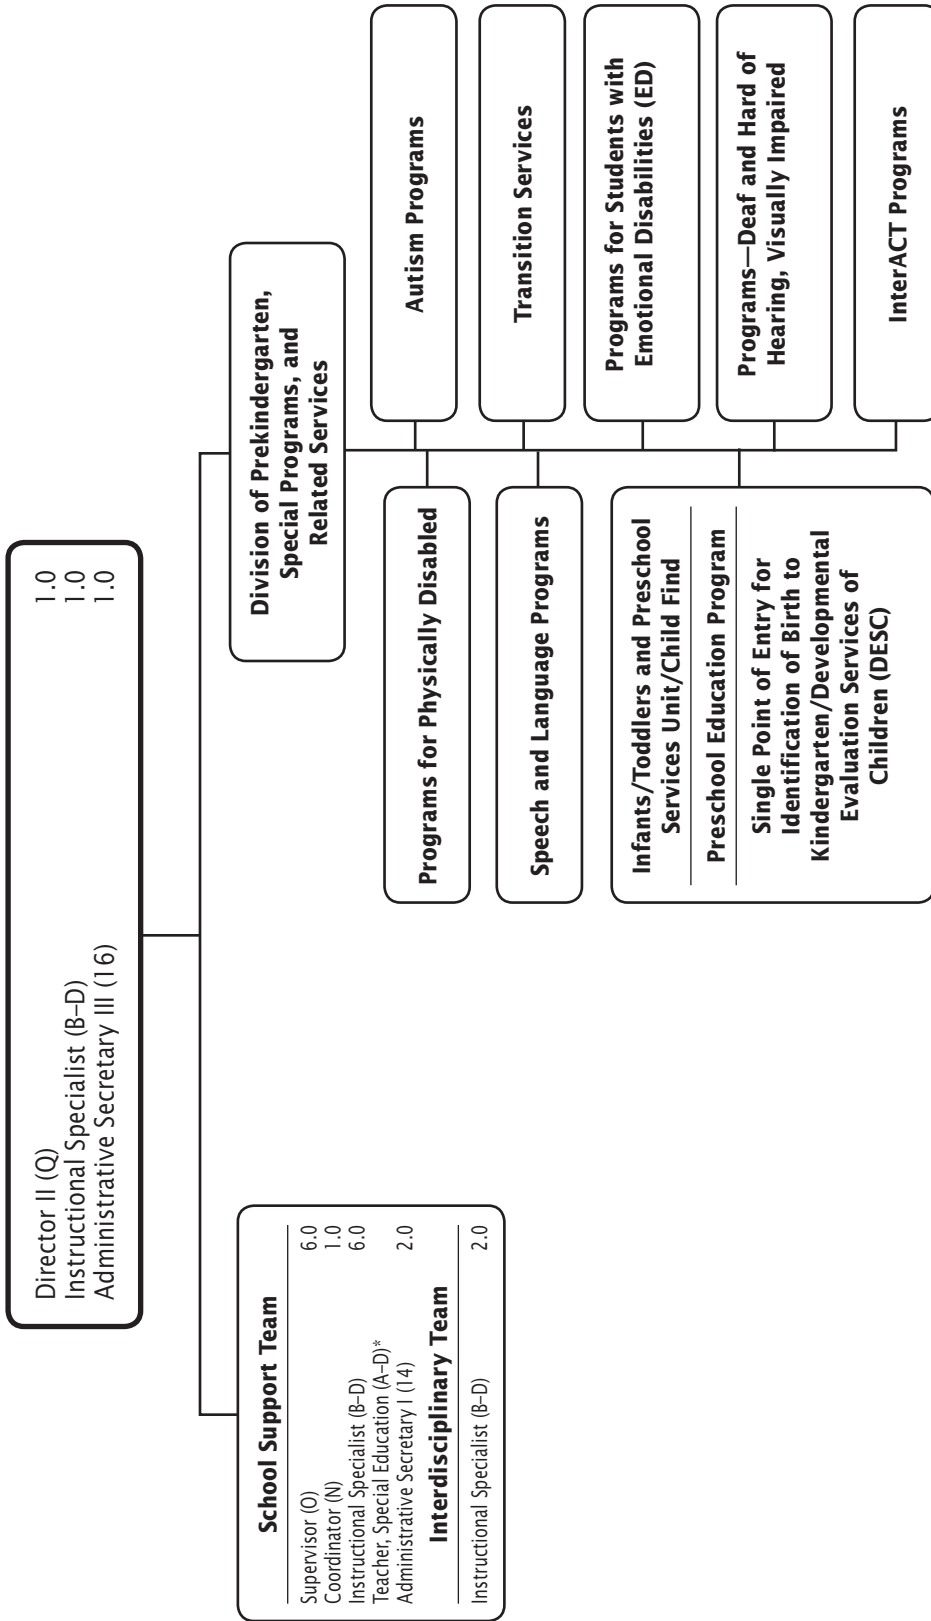 Director II (Q) 1.0
Instructional Specialist (B–D) 1.0
Administrative Secretary III (16) 1.0
School Support Team
Supervisor (O) 6.0
Coordinator (N) 1.0
Instructional Specialist (B–D) 6.0
Teacher, Special Education (A–D)*
Administrative Secretary I (14) 2.0
Interdisciplinary Team
Instructional Specialist (B–D) 2.0
Division of Prekindergarten,
Special Programs, and
Related Services
Programs for Physically Disabled
Speech and Language Programs
Infants/Toddlers and Preschool
Services Unit/Child Find
Preschool Education Program
Single Point of Entry for
Identification of Birth to
Kindergarten/Developmental
Evaluation Services of
Children (DESC)
Autism Programs
Transition Services
Programs for Students with
Emotional Disabilities (ED)
Programs—Deaf and Hard of
Hearing, Visually Impaired
InterACT Programs